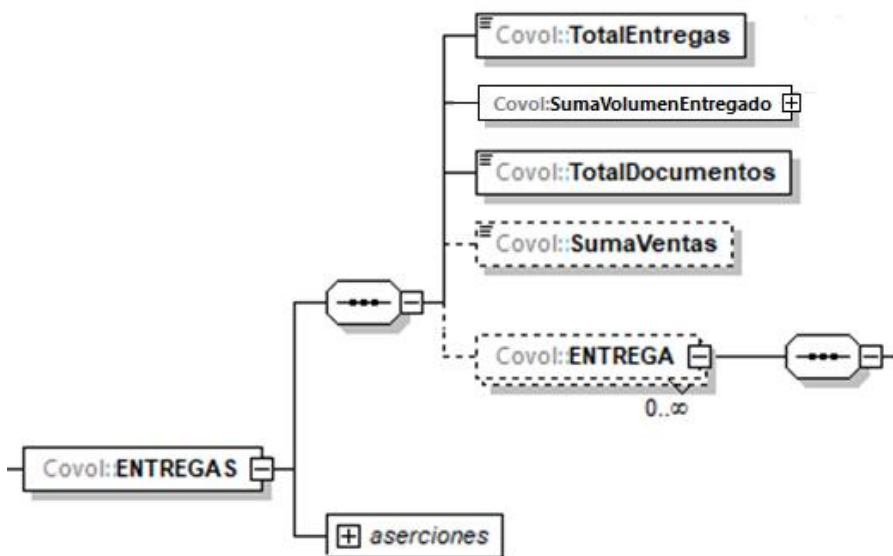 Covol::TotalEntregas
Covol:SumaVolumenEntregado
Covol::TotalDocumentos
Covol::SumaVentas
Covol::ENTREGA
0..∞
Covol::ENTREGAS
aserciones